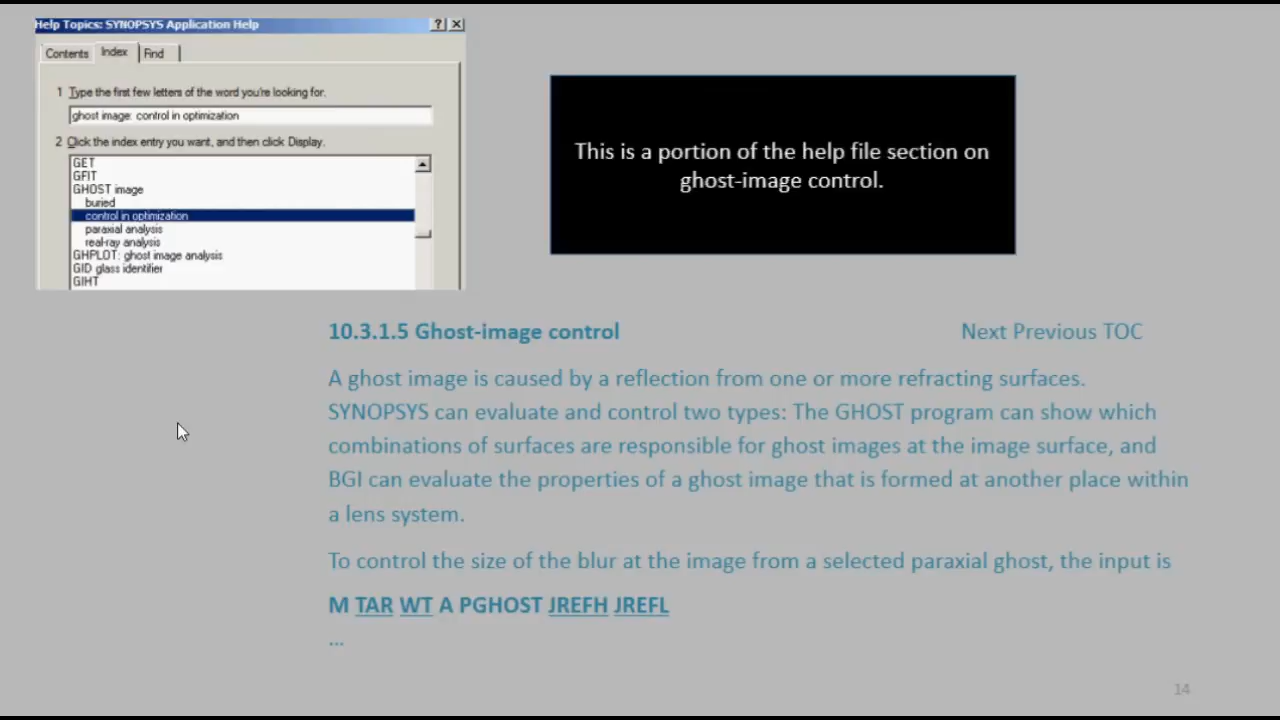 Help Topics: SYNOPSYS Application Help
Contents Index Find
1 Type the first few letters of the word you're looking for.
ghost image: control in optimization
2 Click the index entry you want, and then click Display.
GET
GFIT
GHOST image
buried
control in optimization
paraxial analysis
real-ray analysis
GHPLOT: ghost image analysis
GID glass identifier
GIHT
This is a portion of the help file section on
ghost-image control.
10.3.1.5 Ghost-image control Next Previous TOC
A ghost image is caused by a reflection from one or more refracting surfaces.
SYNOPSYS can evaluate and control two types: The GHOST program can show which
combinations of surfaces are responsible for ghost images at the image surface, and
BGI can evaluate the properties of a ghost image that is formed at another place within
a lens system.
To control the size of the blur at the image from a selected paraxial ghost, the input is
M TAR WT A PGHOST JREFH JREFL
...
14